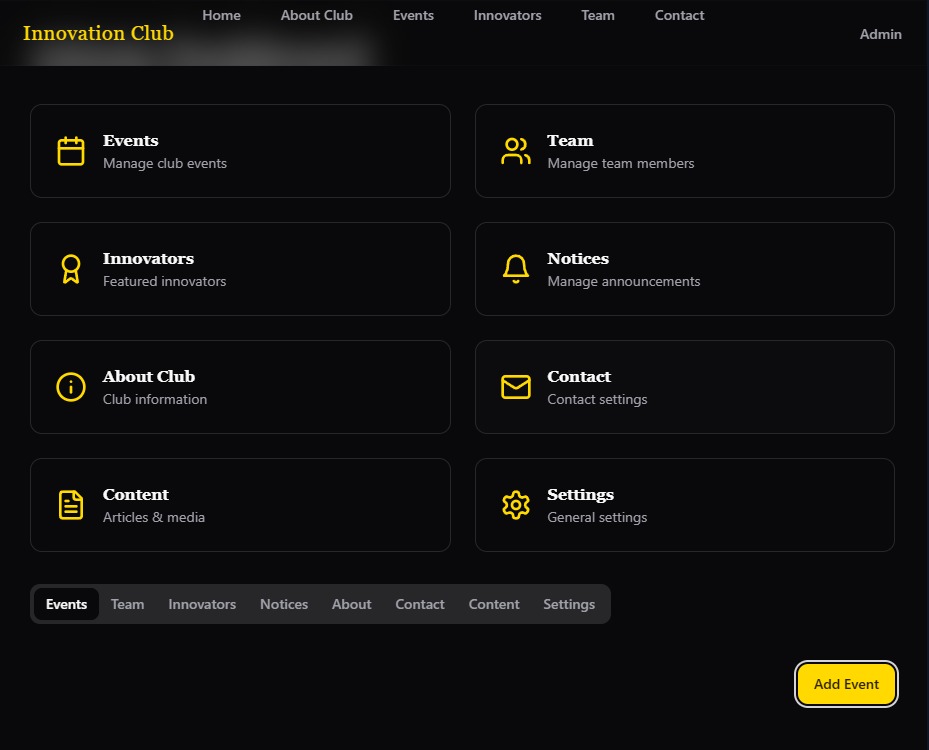 Home About Club Events Innovators Team Contact
Innovation Club
Admin
Events
Manage club events
Team
Manage team members
Innovators
Featured innovators
Notices
Manage announcements
About Club
Club information
Contact
Contact settings
Content
Articles & media
Settings
General settings
Events Team Innovators Notices About Contact Content Settings
Add Event